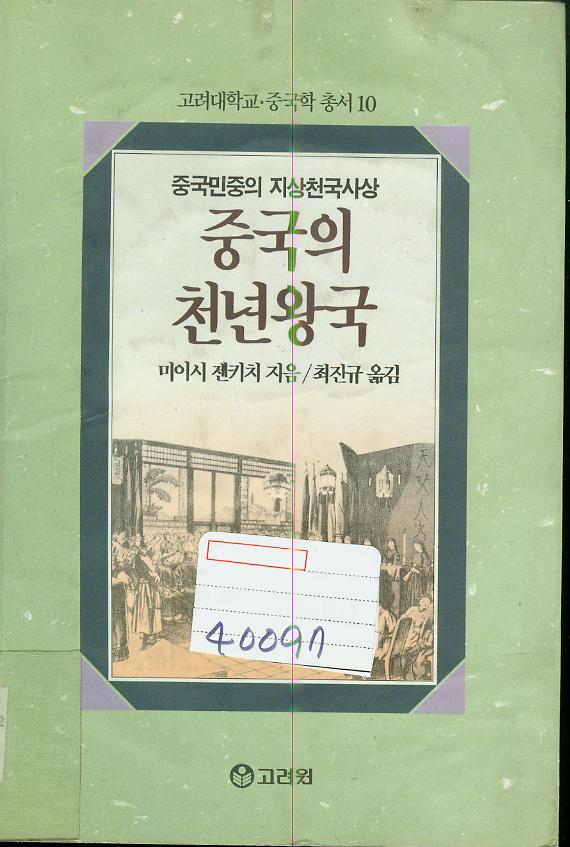 고려대학교·중국학 총서 10
중국민중의 지상천국사상
중국의
천년왕국
미이시 젠키치 지음/최진규 옮김
고려원